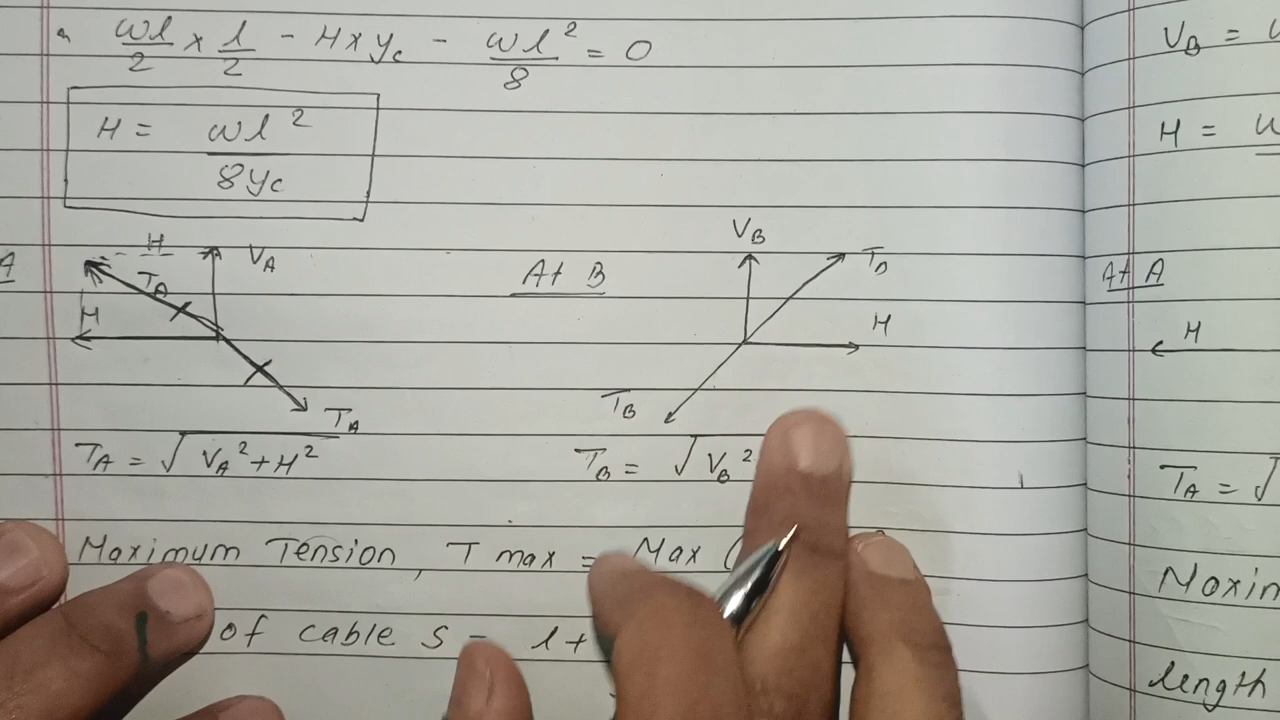 wl/2 × l/2 - H × yc - wl²/8 = 0
H = wl²/8yc
A
H VA
TA
H
TA
TA = √VA² + H²
At B
VB
TB
H
TB
TB = √VB²
Maximum Tension, T max = Max (
of cable S = l +
VB =
H =
At A
H
TA = √
length